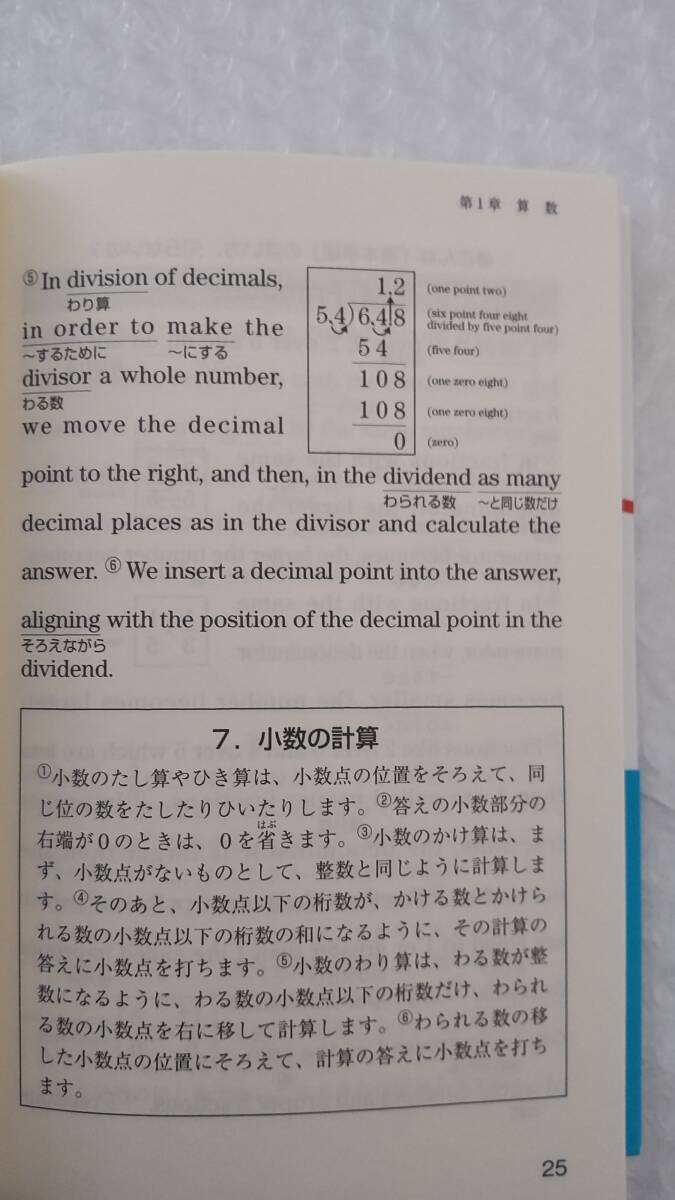 第1章 算 数
⑤In division of decimals,
わり算
in order to make the
～するために ～にする
divisor a whole number,
わる数
we move the decimal
1.2 (one point two)
5.4)6.4.8 (six point four eight
divided by five point four)
54 (five four)
108 (one zero eight)
108 (one zero eight)
0 (zero)
point to the right, and then, in the dividend as many
わられる数 ～と同じ数だけ
decimal places as in the divisor and calculate the
answer. ⑥We insert a decimal point into the answer,
aligning with the position of the decimal point in the
そろえながら
dividend.
7．小数の計算
①小数のたし算やひき算は、小数点の位置をそろえて、同
じ位の数をたしたりひいたりします。②答えの小数部分の
はぶ
右端が0のときは、0を省きます。③小数のかけ算は、ま
ず、小数点がないものとして、整数と同じように計算しま
す。④そのあと、小数点以下の桁数が、かける数とかけら
れる数の小数点以下の桁数の和になるように、その計算の
答えに小数点を打ちます。⑤小数のわり算は、わる数が整
数になるように、わる数の小数点以下の桁数だけ、わられ
る数の小数点を右に移して計算します。⑥わられる数の移
した小数点の位置にそろえて、計算の答えに小数点を打ち
ます。
25